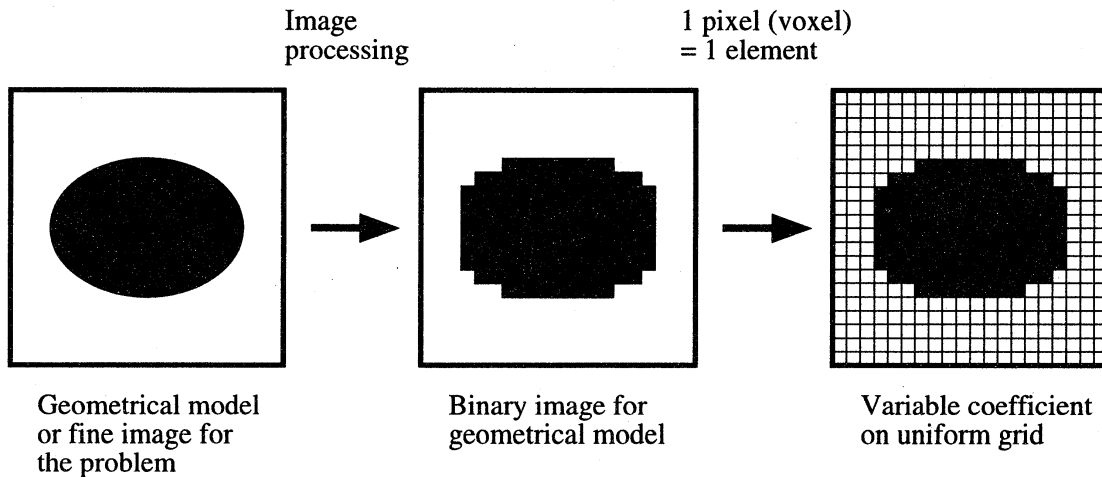 Image
processing
1 pixel (voxel)
= 1 element
Geometrical model
or fine image for
the problem
Binary image for
geometrical model
Variable coefficient
on uniform grid